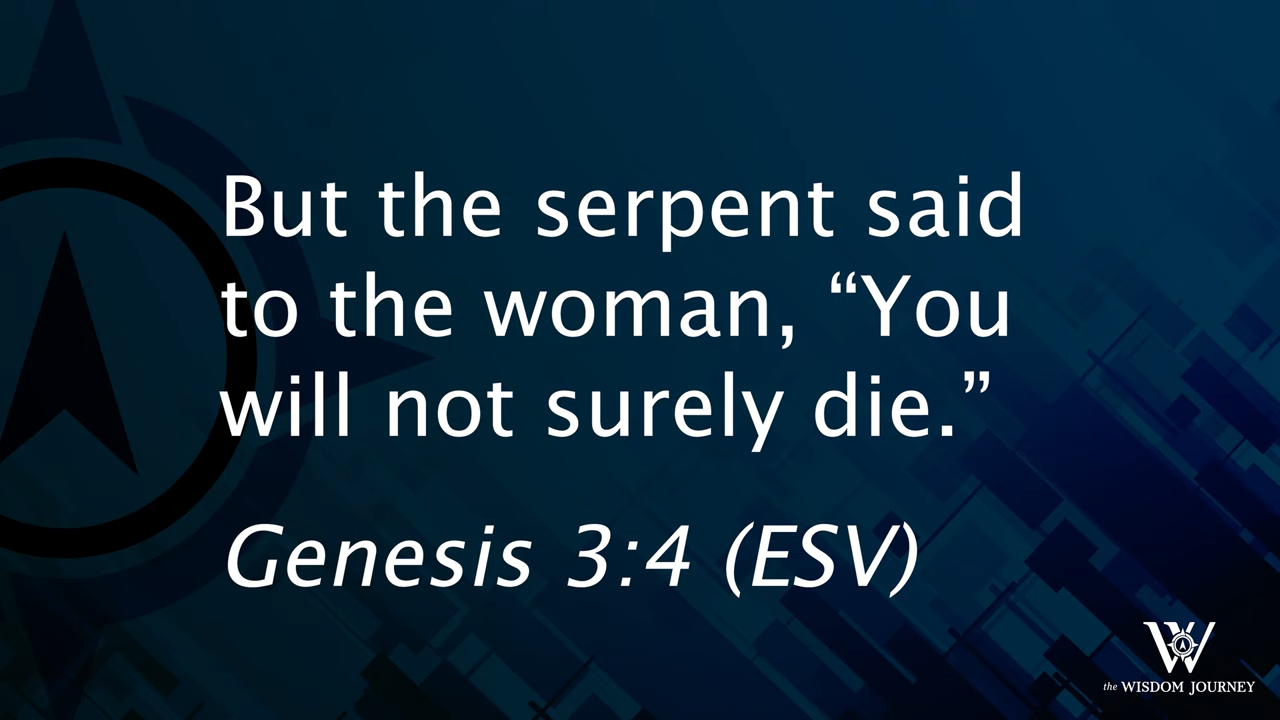 But the serpent said
to the woman, “You
will not surely die.”
Genesis 3:4 (ESV)
W
the WISDOM JOURNEY